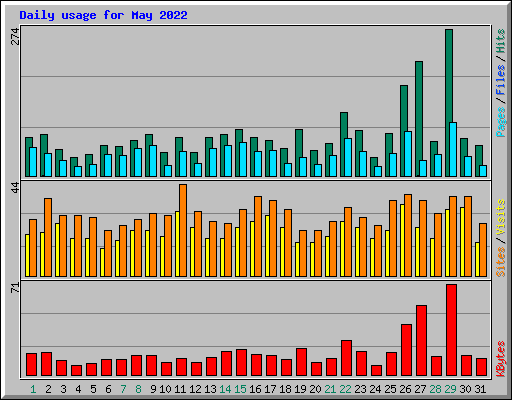 Daily usage for May 2022
274
Pages / Files / Hits
44
Sites / Visits
71
KBytes
1 2 3 4 5 6 7 8 9 10 11 12 13 14 15 16 17 18 19 20 21 22 23 24 25 26 27 28 29 30 31